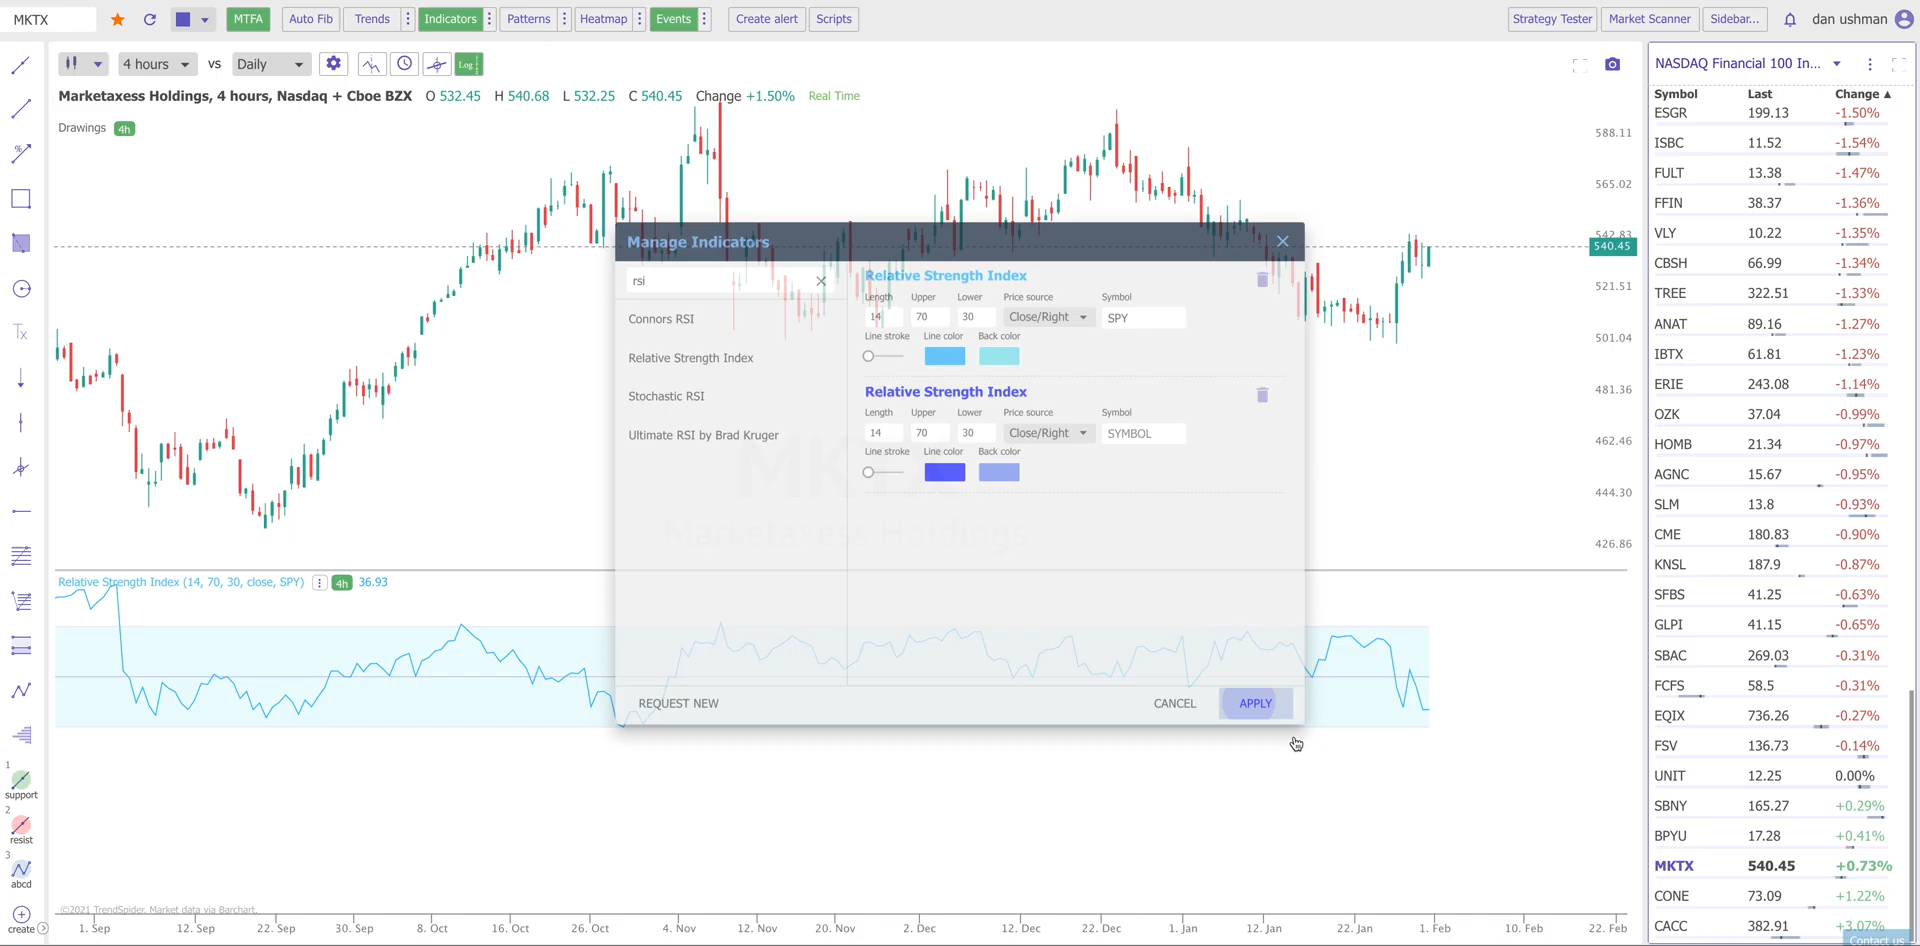 MKTX MTFA Auto Fib Trends Indicators Patterns Heatmap Events Create alert Scripts Strategy Tester Market Scanner Sidebar... dan ushman
4 hours vs Daily Log
Marketaxess Holdings, 4 hours, Nasdaq + Cboe BZX O 532.45 H 540.68 L 532.25 C 540.45 Change +1.50% Real Time
Drawings 4h
588.11
565.02
542.83
540.45
521.51
501.04
481.36
462.46
444.30
426.86
Manage Indicators
rsi
Connors RSI
Relative Strength Index
Stochastic RSI
Ultimate RSI by Brad Kruger
Relative Strength Index
Length Upper Lower Price source Symbol
14 70 30 Close/Right SPY
Line stroke Line color Back color
Relative Strength Index
Length Upper Lower Price source Symbol
14 70 30 Close/Right SYMBOL
Line stroke Line color Back color
MKTX
Marketaxess Holdings
REQUEST NEW CANCEL APPLY
Relative Strength Index (14, 70, 30, close, SPY) 4h 36.93
©2021 TrendSpider. Market data via Barchart.
1. Sep 12. Sep 22. Sep 30. Sep 8. Oct 16. Oct 26. Oct 4. Nov 12. Nov 20. Nov 2. Dec 12. Dec 22. Dec 1. Jan 12. Jan 22. Jan 1. Feb 10. Feb 22. Feb
%
Tx
1
support
2
resist
3
abcd
create
NASDAQ Financial 100 In...
Symbol Last Change ▲
ESGR 199.13 -1.50%
ISBC 11.52 -1.54%
FULT 13.38 -1.47%
FFIN 38.37 -1.36%
VLY 10.22 -1.35%
CBSH 66.99 -1.34%
TREE 322.51 -1.33%
ANAT 89.16 -1.27%
IBTX 61.81 -1.23%
ERIE 243.08 -1.14%
OZK 37.04 -0.99%
HOMB 21.34 -0.97%
AGNC 15.67 -0.95%
SLM 13.8 -0.93%
CME 180.83 -0.90%
KNSL 187.9 -0.87%
SFBS 41.25 -0.63%
GLPI 41.15 -0.65%
SBAC 269.03 -0.31%
FCFS 58.5 -0.31%
EQIX 736.26 -0.27%
FSV 136.73 -0.14%
UNIT 12.25 0.00%
SBNY 165.27 +0.29%
BPYU 17.28 +0.41%
MKTX 540.45 +0.73%
CONE 73.09 +1.22%
CACC 382.91 +3.07%
Contact us